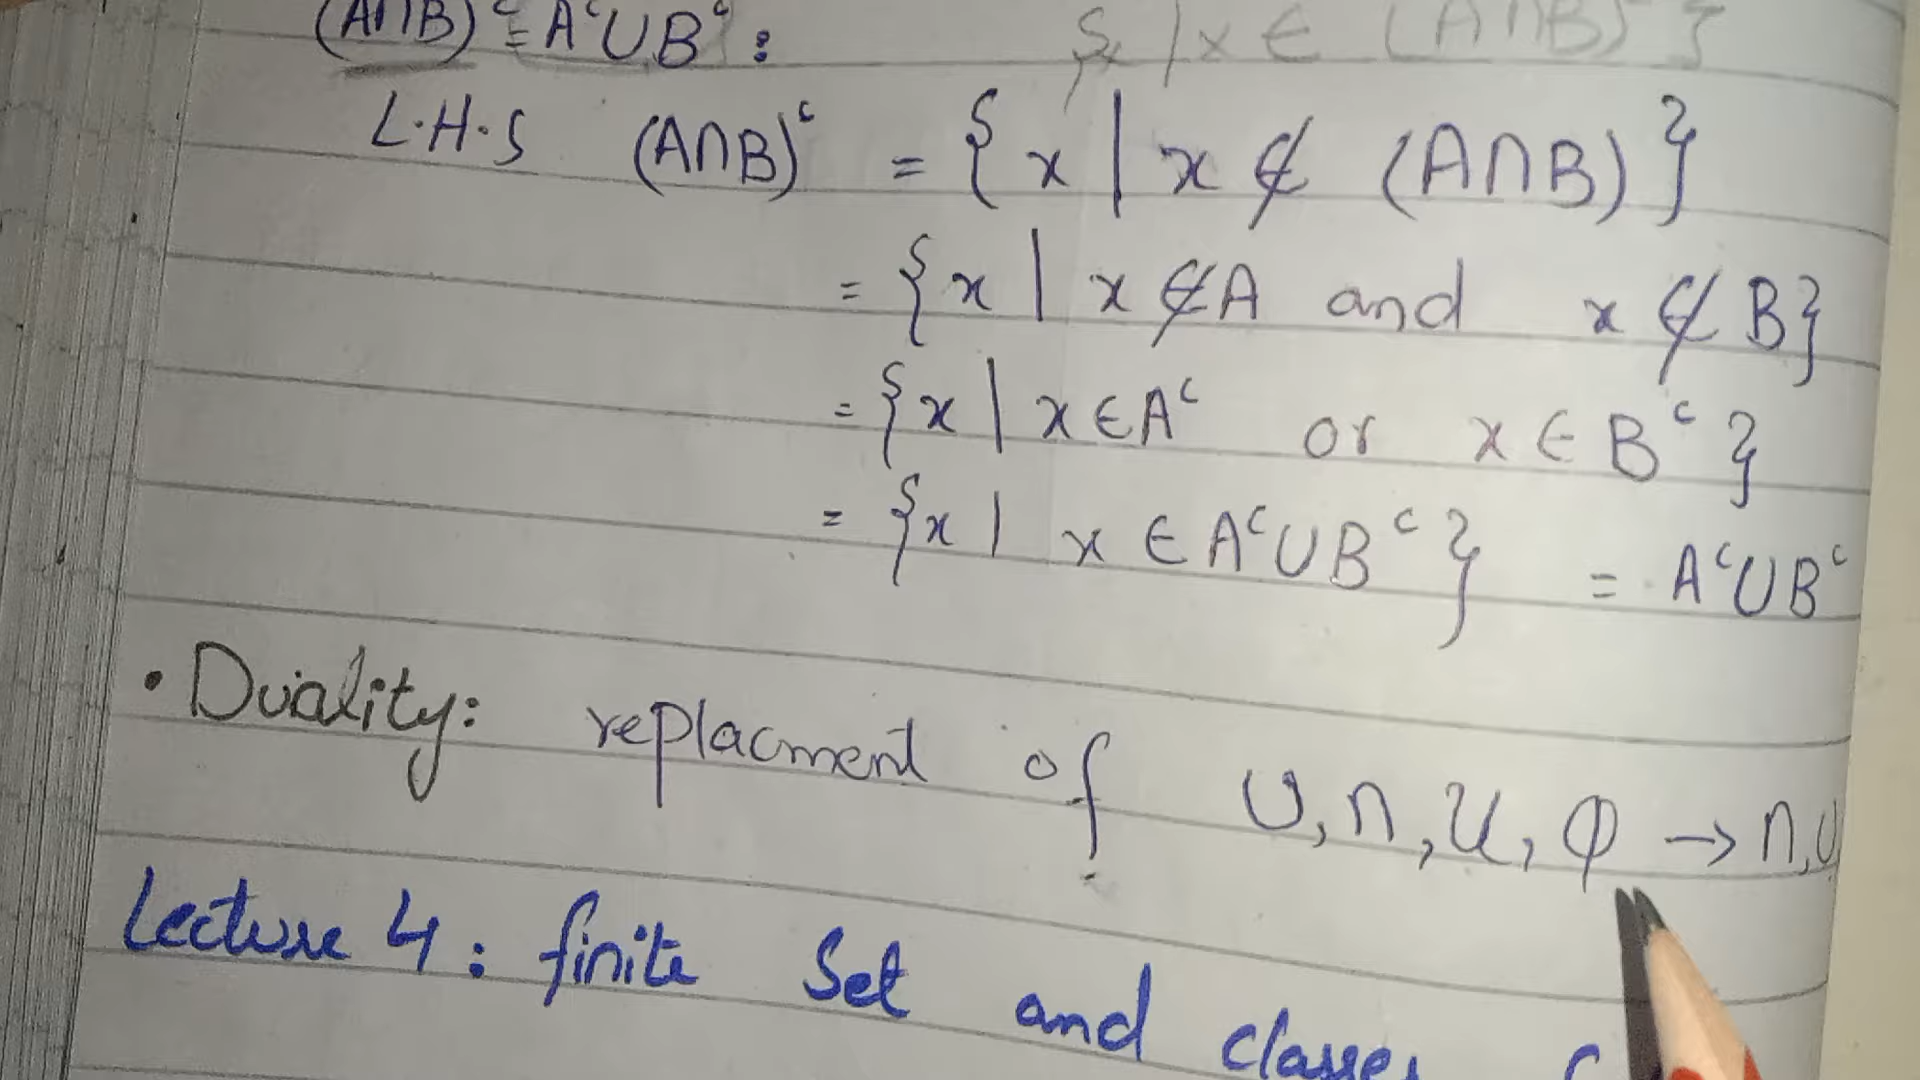 (A∩B)ᶜ = Aᶜ∪Bᶜ :
{x | x ∈ (A∩B)ᶜ}
L.H.S (A∩B)ᶜ = {x | x ∉ (A∩B)}
= {x | x ∉ A and x ∉ B}
= {x | x ∈ Aᶜ or x ∈ Bᶜ}
= {x | x ∈ Aᶜ∪Bᶜ} = Aᶜ∪Bᶜ
• Duality: replacment of ∪, ∩, U, φ → ∩, ∪
Lecture 4: finite Set and classes